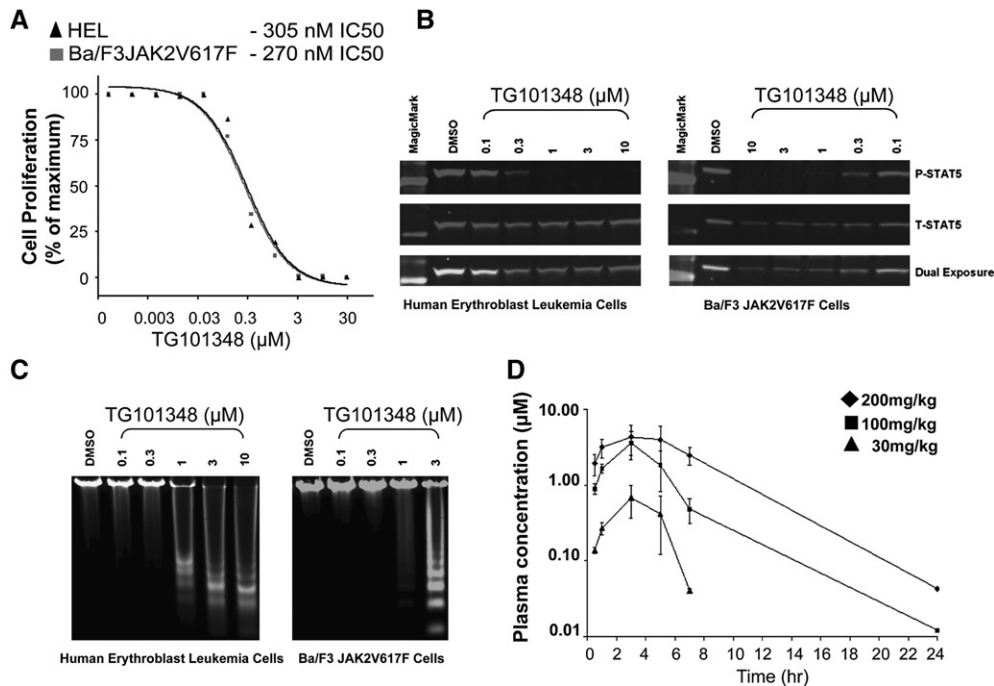 A
▲ HEL - 305 nM IC50
■ Ba/F3JAK2V617F - 270 nM IC50
Cell Proliferation
(% of maximum)
100
75
50
25
0
0 0.003 0.03 0.3 3 30
TG101348 (µM)
B
TG101348 (µM)
MagicMark DMSO 0.1 0.3 1 3 10
Human Erythroblast Leukemia Cells
TG101348 (µM)
MagicMark DMSO 10 3 1 0.3 0.1
P-STAT5
T-STAT5
Dual Exposure
Ba/F3 JAK2V617F Cells
C
TG101348 (µM)
DMSO 0.1 0.3 1 3 10
Human Erythroblast Leukemia Cells
TG101348 (µM)
DMSO 0.1 0.3 1 3
Ba/F3 JAK2V617F Cells
D
Plasma concentration (µM)
10.00
1.00
0.10
0.01
200mg/kg
100mg/kg
30mg/kg
0 2 4 6 8 10 12 14 16 18 20 22 24
Time (hr)